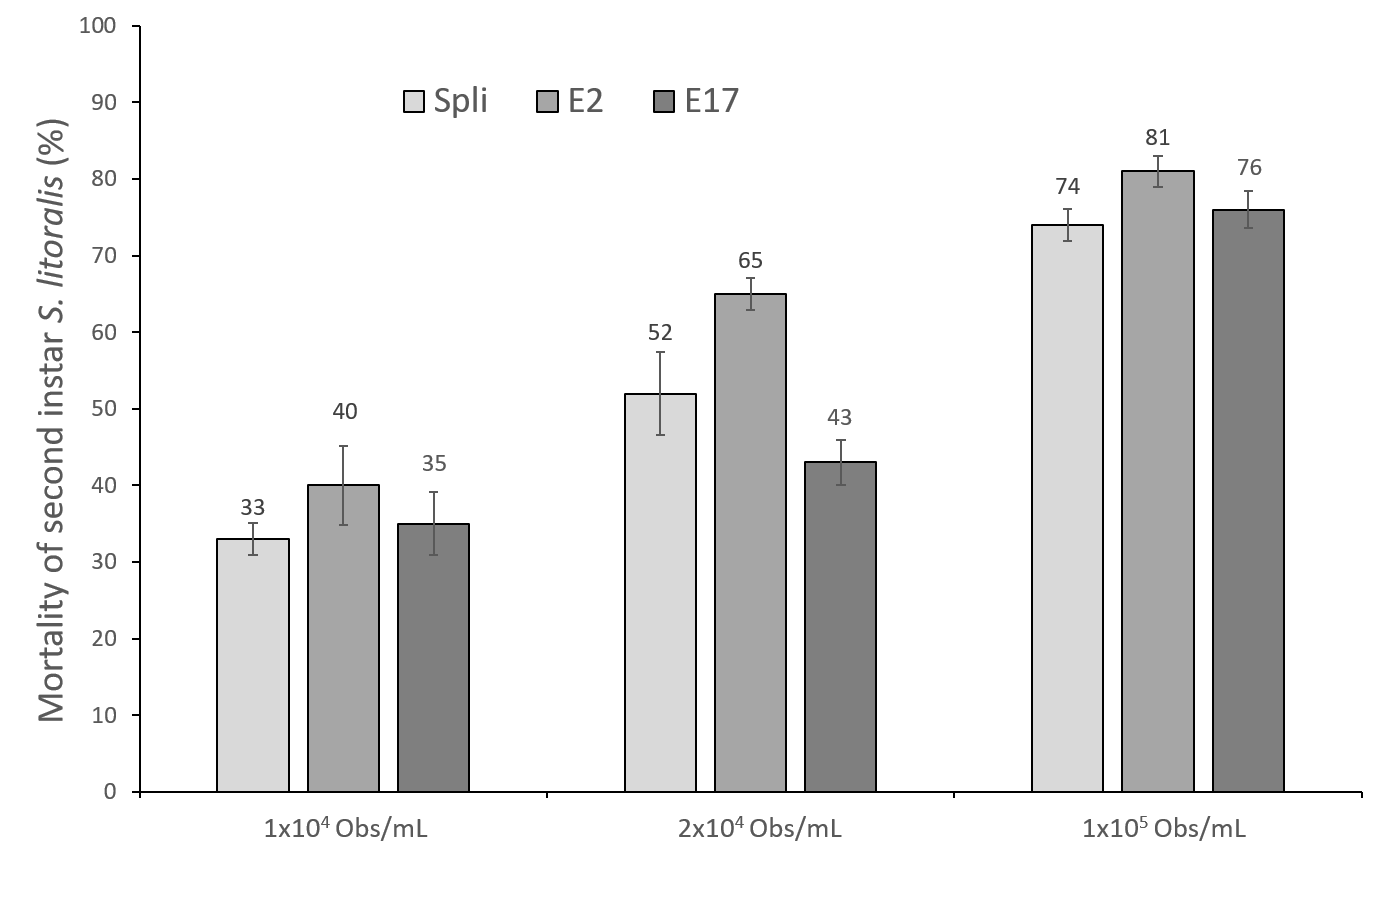 100
90
80
70
60
50
40
30
20
10
0
Mortality of second instar S. litoralis (%)
Spli E2 E17
33 40 35
52 65 43
74 81 76
1x10⁴ Obs/mL 2x10⁴ Obs/mL 1x10⁵ Obs/mL